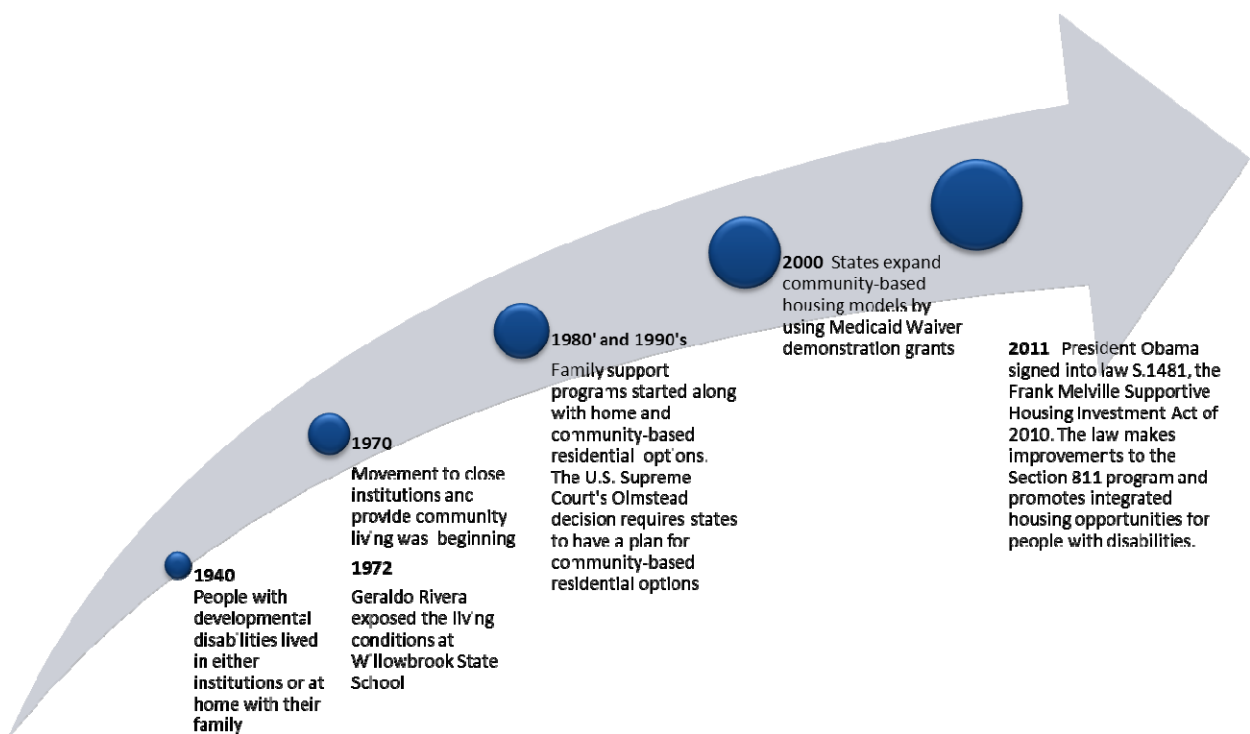 1940
People with
developmental
disabilities lived
in either
institutions or at
home with their
family
1970
Movement to close
institutions and
provide community
living was beginning
1972
Geraldo Rivera
exposed the living
conditions at
Willowbrook State
School
1980' and 1990's
Family support
programs started along
with home and
community-based
residential options.
The U.S. Supreme
Court's Olmstead
decision requires states
to have a plan for
community-based
residential options
2000 States expand
community-based
housing models by
using Medicaid Waiver
demonstration grants
2011 President Obama
signed into law S.1481, the
Frank Melville Supportive
Housing Investment Act of
2010. The law makes
improvements to the
Section 811 program and
promotes integrated
housing opportunities for
people with disabilities.